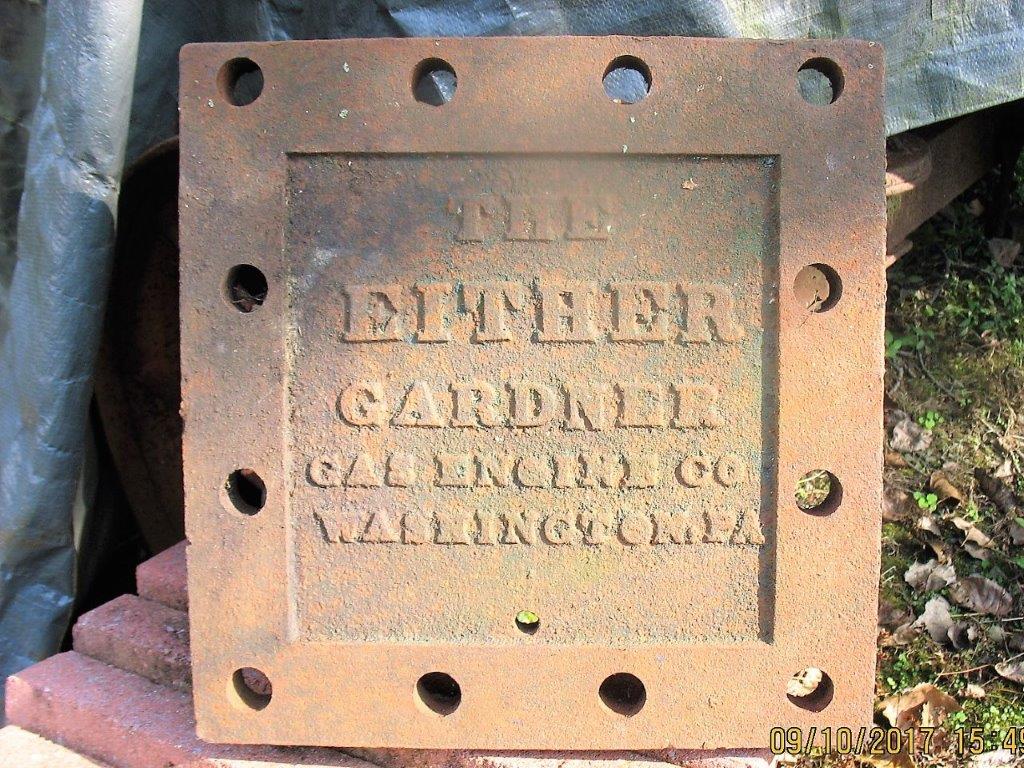 THE
EITHER
GARDNER
GAS ENGINE CO
WASHINGTON.PA
09/10/2017 15:49